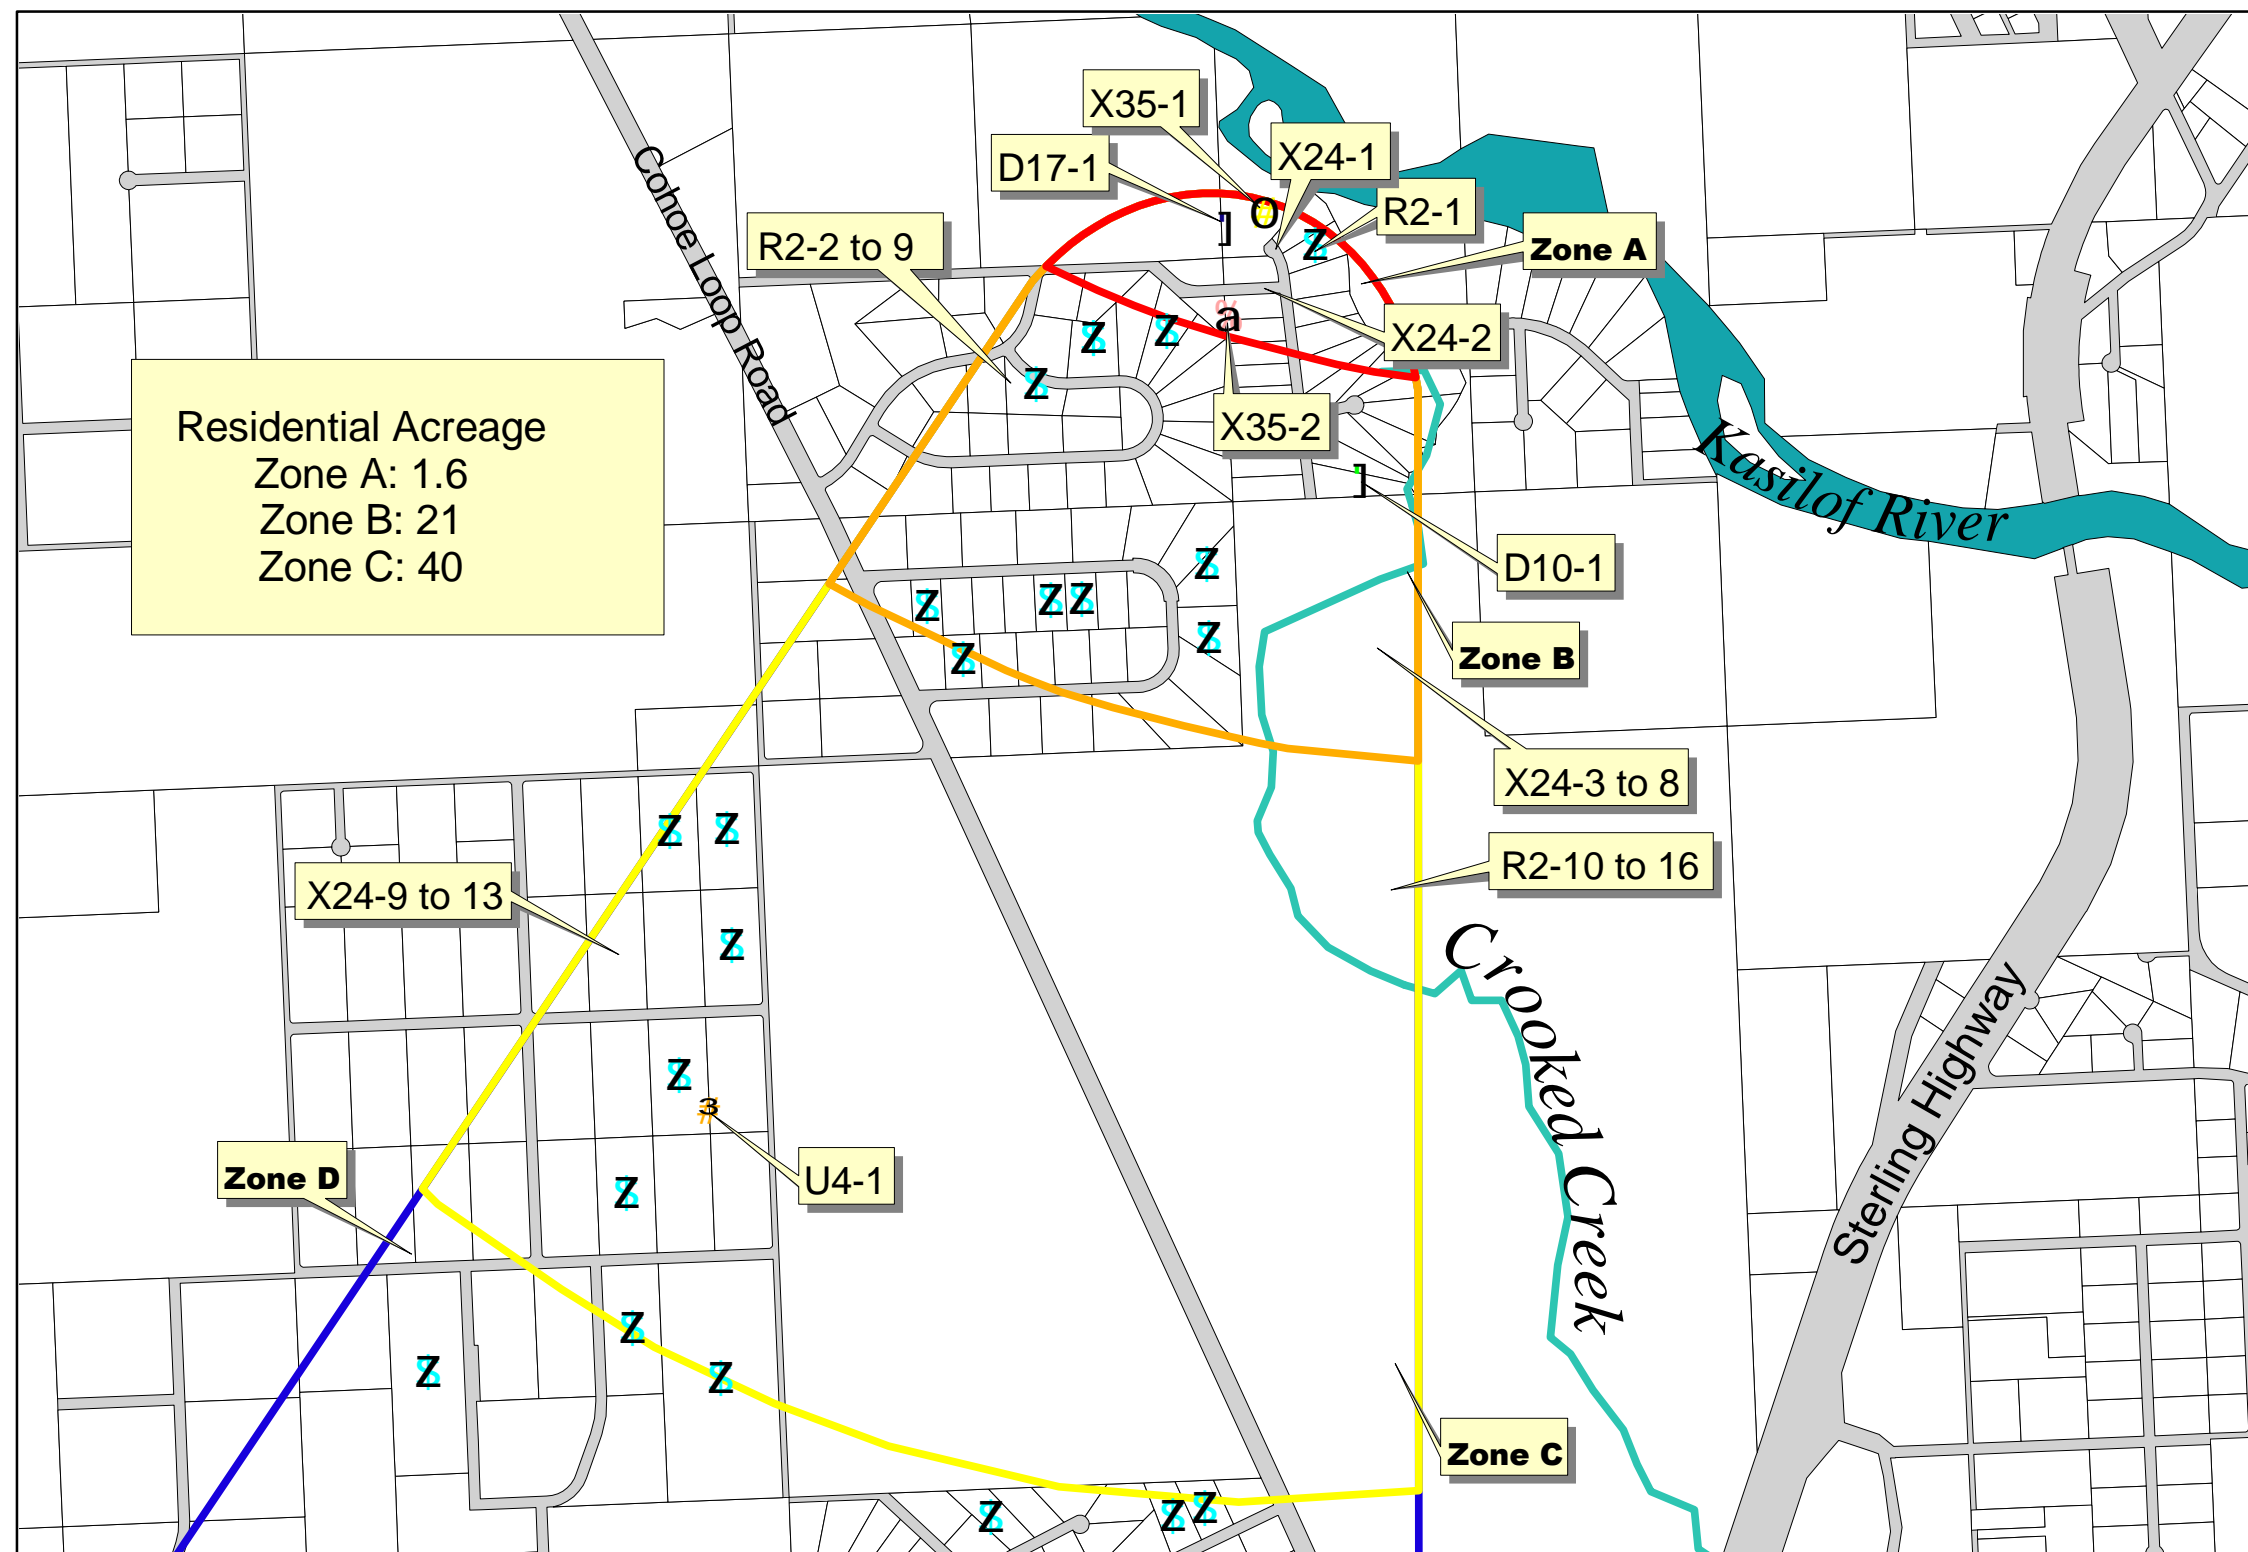 X35-1
X24-1
D17-1
R2-1
R2-2 to 9
Zone A
O
]
Z
Cohoe Loop Road
a
X24-2
Z
Z
Z
Residential Acreage
Zone A: 1.6
Zone B: 21
Zone C: 40
X35-2
Kasilof River
]
D10-1
Z
Z
Z
Z
Z
Z
Zone B
X24-3 to 8
Z
Z
R2-10 to 16
X24-9 to 13
Z
Crooked Creek
Sterling Highway
Z
3
Zone D
U4-1
Z
Z
Z
Z
Zone C
Z
Z
Z